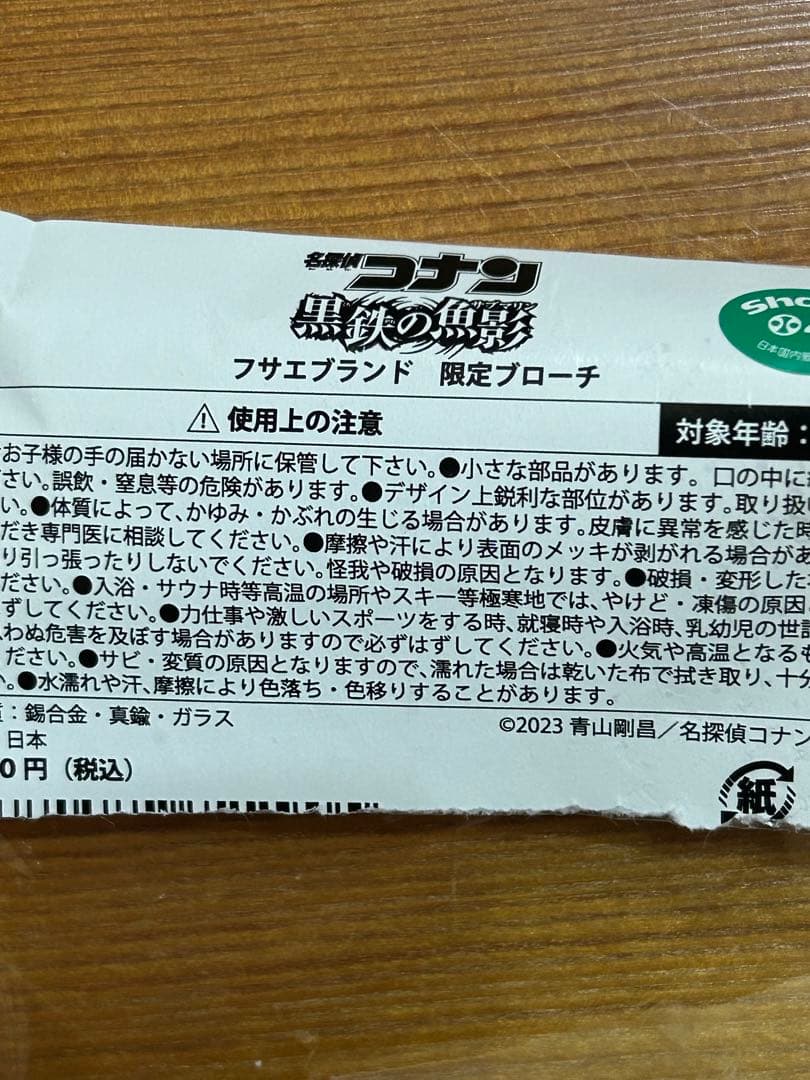 名探偵コナン
黒鉄の魚影
サブマリン
フサエブランド 限定ブローチ
Sho
日本国内
⚠ 使用上の注意
対象年齢：
お子様の手の届かない場所に保管して下さい。●小さな部品があります。口の中に
さい。誤飲・窒息等の危険があります。●デザイン上鋭利な部位があります。取り扱
い。●体質によって、かゆみ・かぶれの生じる場合があります。皮膚に異常を感じた時
だき専門医に相談してください。●摩擦や汗により表面のメッキが剥がれる場合があ
り引っ張ったりしないでください。怪我や破損の原因となります。●破損・変形した
ださい。●入浴・サウナ時等高温の場所やスキー等極寒地では、やけど・凍傷の原因
はずしてください。●力仕事や激しいスポーツをする時、就寝時や入浴時、乳幼児の世話
わぬ危害を及ぼす場合がありますので必ずはずしてください。●火気や高温となるも
ください。●サビ・変質の原因となりますので、濡れた場合は乾いた布で拭き取り、十分
い。●水濡れや汗、摩擦により色落ち・色移りすることがあります。
：錫合金・真鍮・ガラス
©2023 青山剛昌／名探偵コナン
日本
0円（税込）
紙